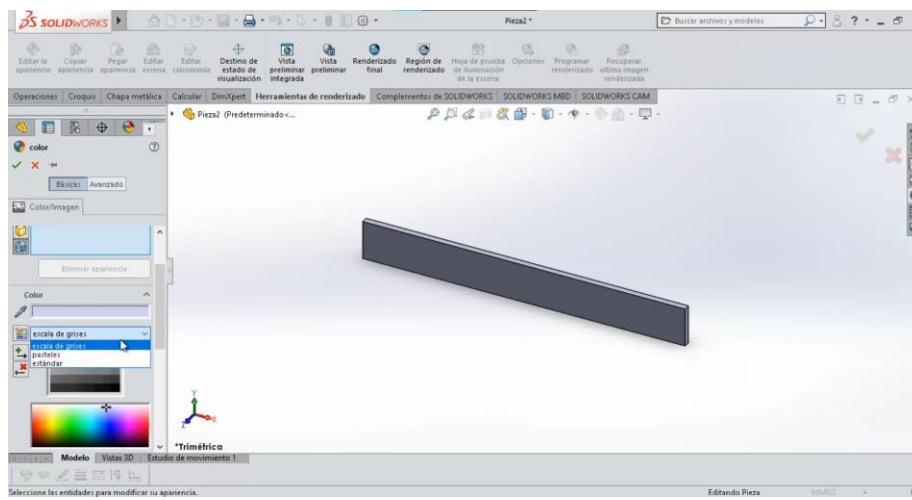 SOLIDWORKS
Pieza2 *
Buscar archivos y modelos
Editar la apariencia
Copiar apariencia
Pegar apariencia
Editar escena
Editar calcomanía
Destino de estado de visualización
Vista preliminar integrada
Vista preliminar
Renderizado final
Región de renderizado
Hoja de prueba de iluminación de la escena
Opciones
Programar renderizado
Recuperar última imagen renderizada
Operaciones Croquis Chapa metálica Calcular DimXpert Herramientas de renderizado Complementos de SOLIDWORKS SOLIDWORKS MBD SOLIDWORKS CAM
Pieza2 (Predeterminado<...
color
Básicas Avanzado
Color/Imagen
Eliminar apariencia
Color
escala de grises
escala de grises
pasteles
estándar
Y
X
Z
*Trimétrica
Modelo Vistas 3D Estudio de movimiento 1
Seleccione las entidades para modificar su apariencia.
Editando Pieza
MMGS